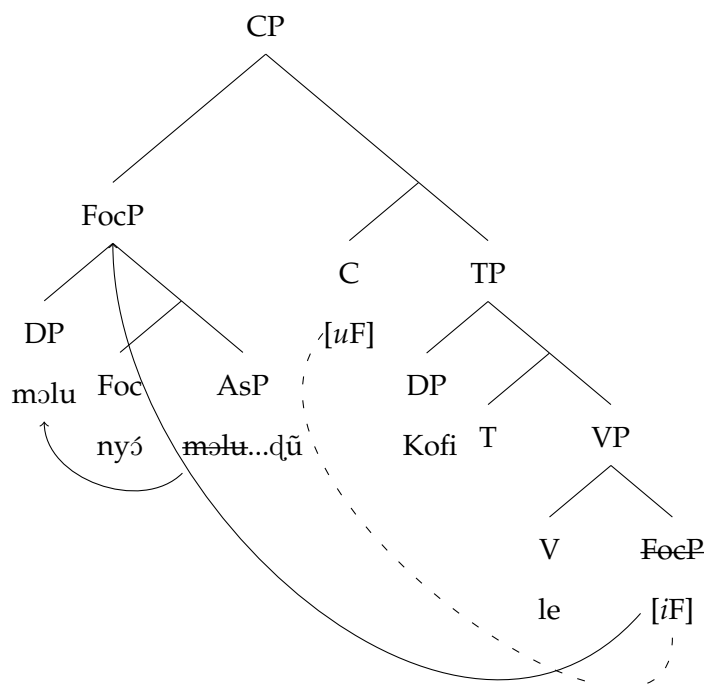 CP
FocP
C TP
DP [uF]
Foc AsP DP
mɔlu T VP
nyɔ́ mɔlu...ɖũ Kofi
V FocP
le [iF]